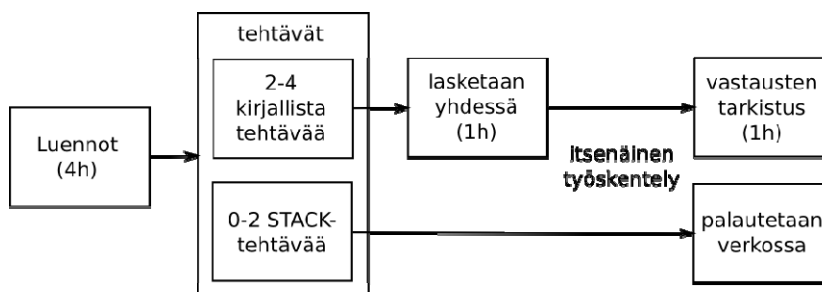 Luennot
(4h)
tehtävät
2-4
kirjallista
tehtävää
0-2 STACK-
tehtävää
lasketaan
yhdessä
(1h)
itsenäinen
työskentely
vastausten
tarkistus
(1h)
palautetaan
verkossa